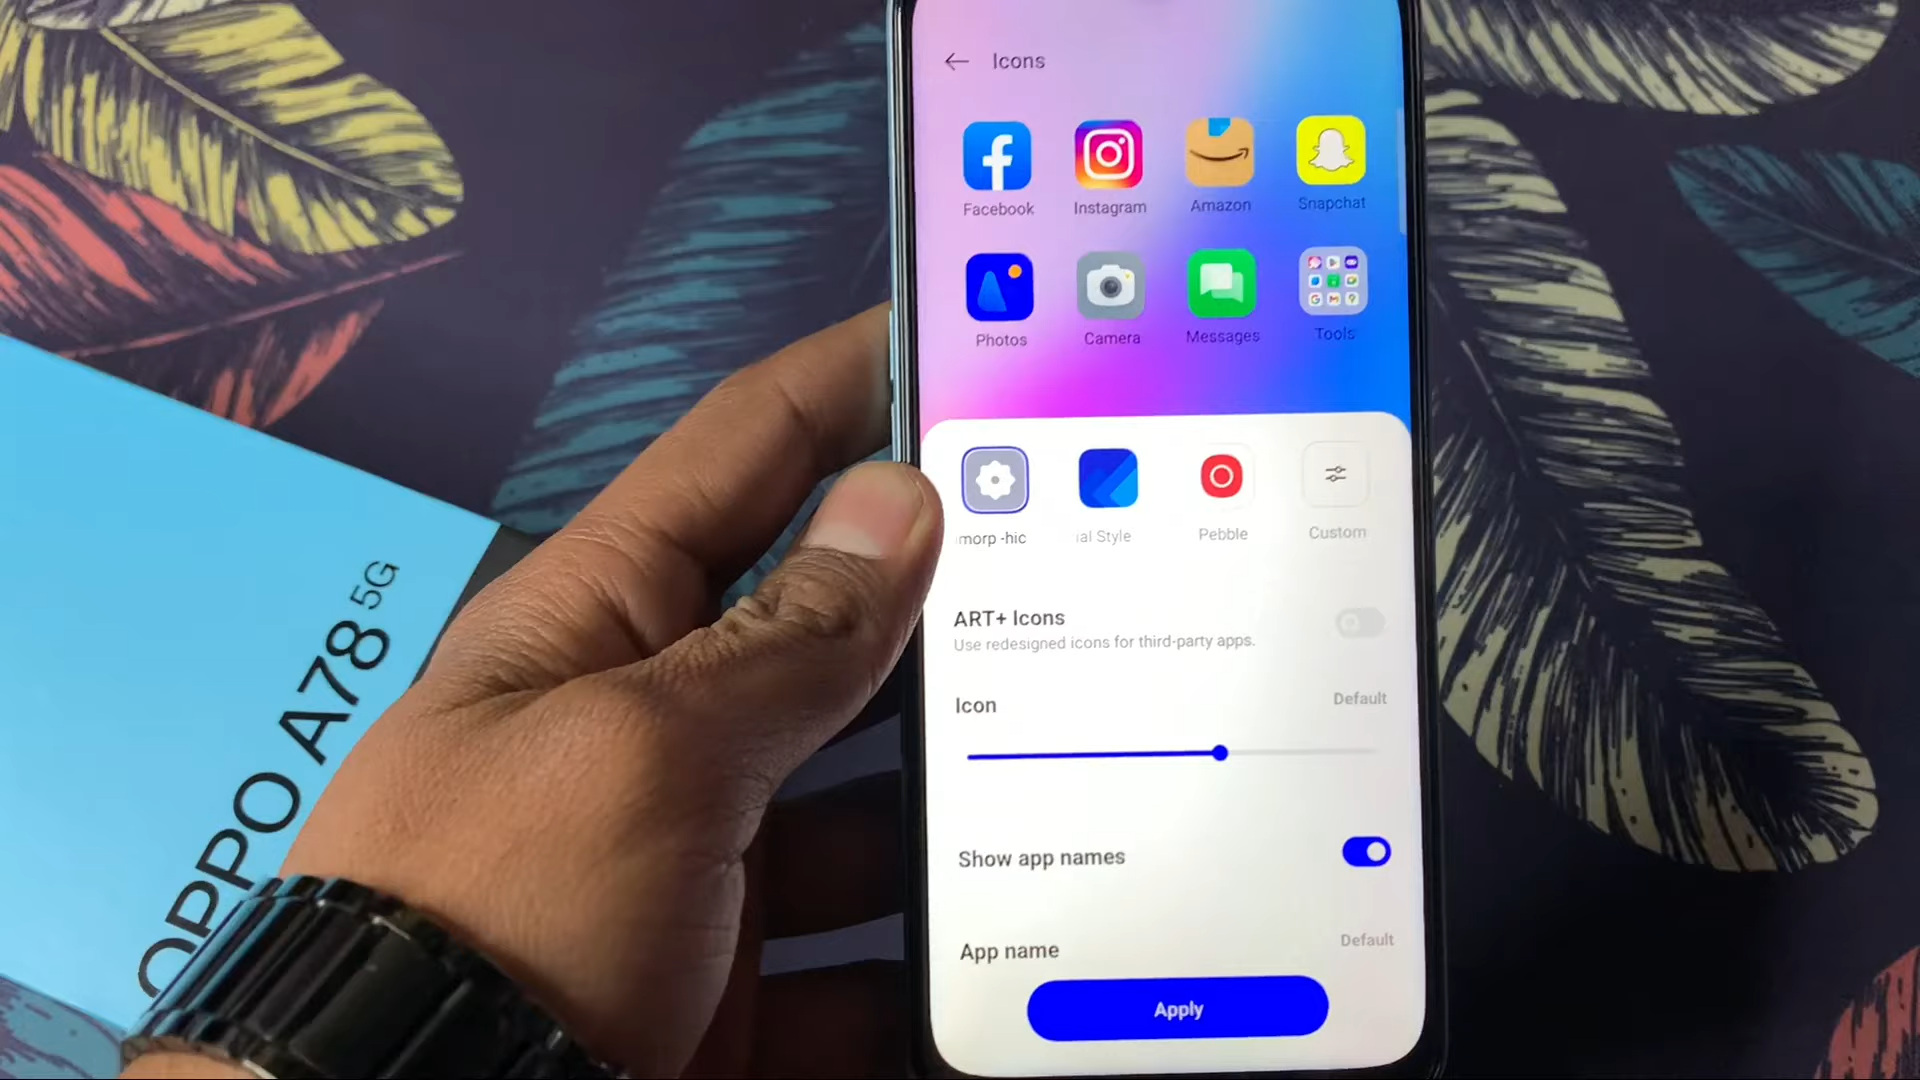 Icons
Facebook Instagram Amazon Snapchat
Photos Camera Messages Tools
morp -hic ial Style Pebble Custom
ART+ Icons
Use redesigned icons for third-party apps.
Icon Default
Show app names
App name Default
Apply
OPPO A78 5G